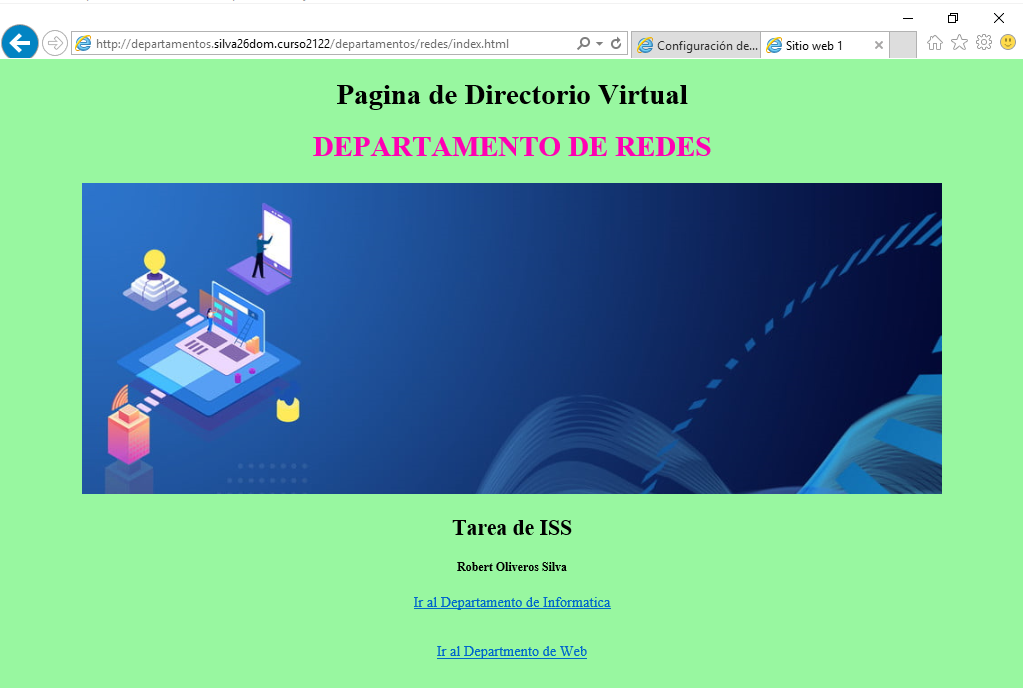 http://departamentos.silva26dom.curso2122/departamentos/redes/index.html
Configuración de...
Sitio web 1
Pagina de Directorio Virtual
DEPARTAMENTO DE REDES
Tarea de ISS
Robert Oliveros Silva
Ir al Departamento de Informatica
Ir al Departmento de Web